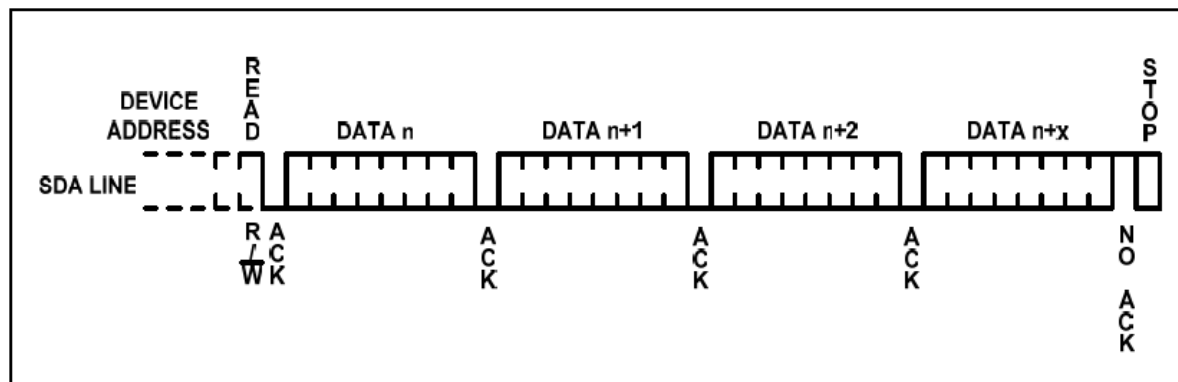 READ
STOP
DEVICE
ADDRESS
DATA n
DATA n+1
DATA n+2
DATA n+x
SDA LINE
R/W
ACK
ACK
ACK
ACK
NO ACK